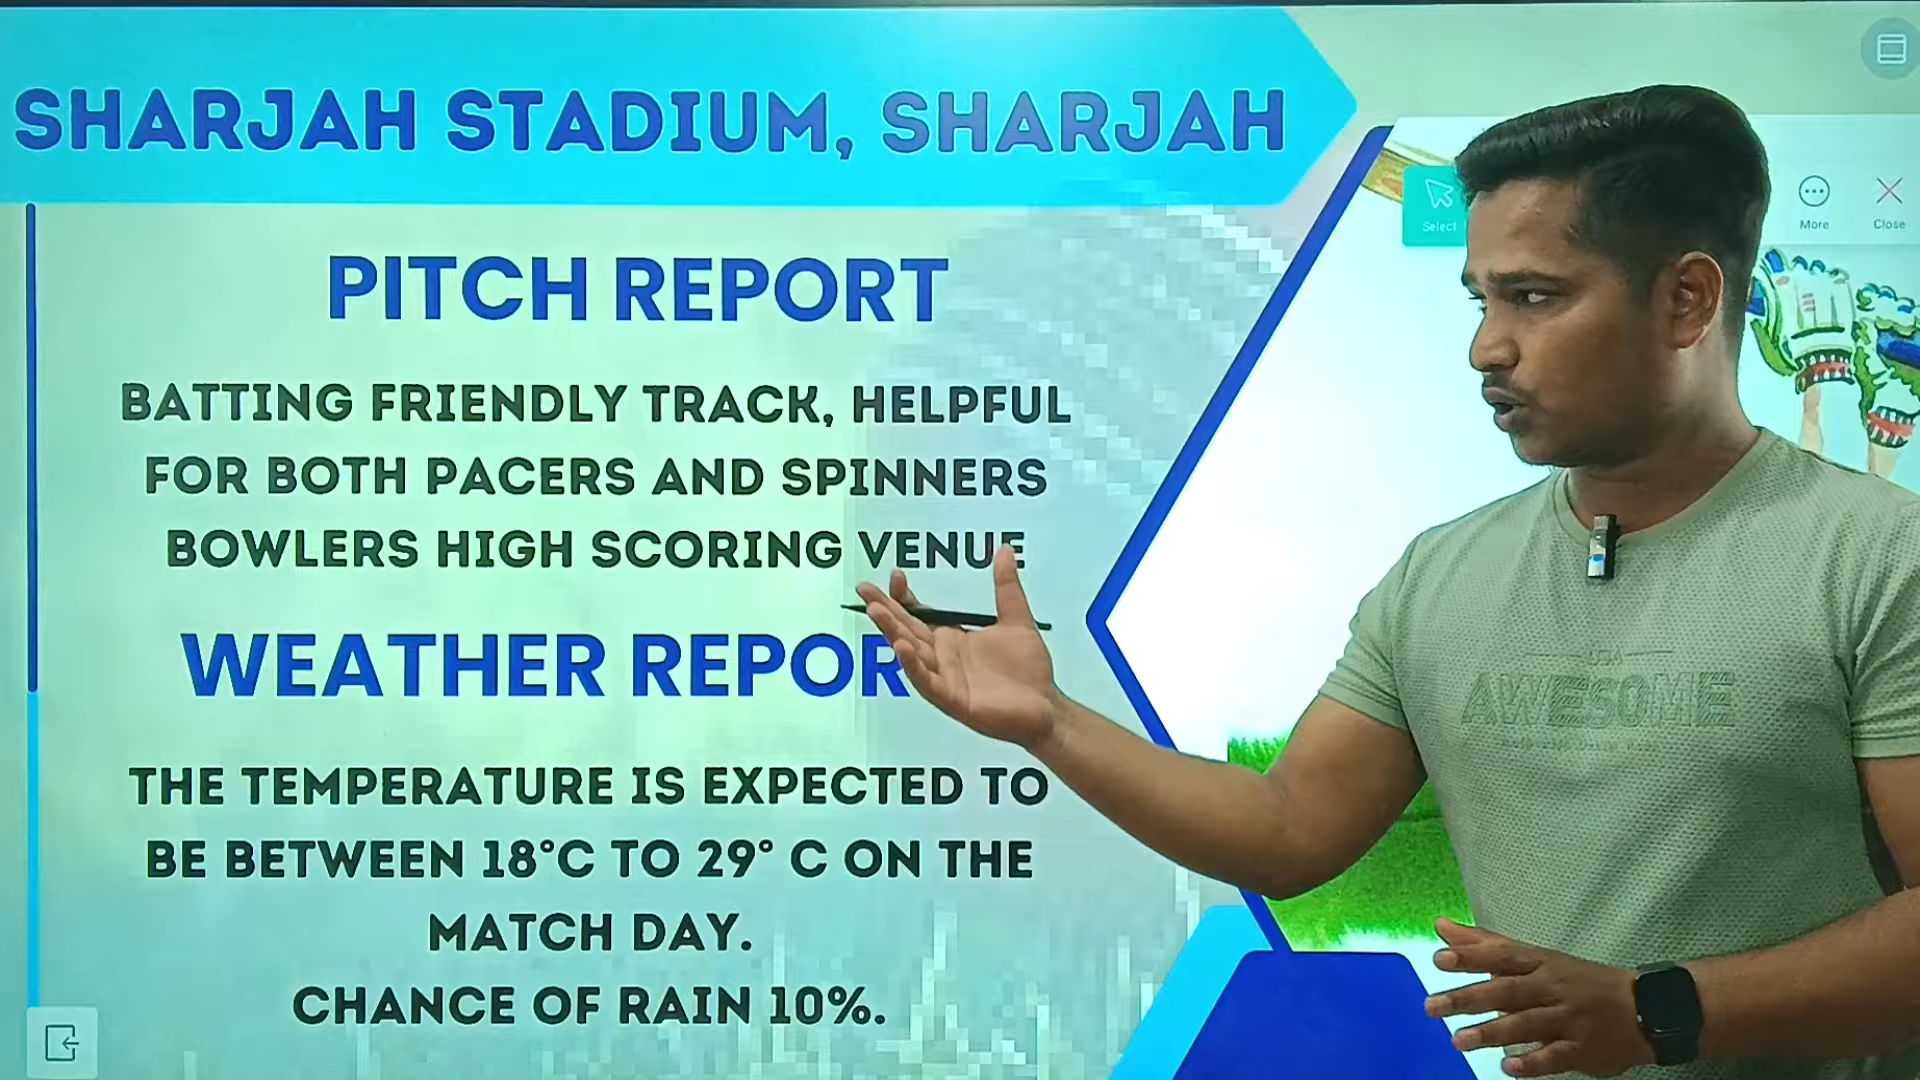 SHARJAH STADIUM, SHARJAH
PITCH REPORT
BATTING FRIENDLY TRACK, HELPFUL
FOR BOTH PACERS AND SPINNERS
BOWLERS HIGH SCORING VENUE
WEATHER REPOR
THE TEMPERATURE IS EXPECTED TO
BE BETWEEN 18°C TO 29° C ON THE
MATCH DAY.
CHANCE OF RAIN 10%.
Select
More
Close
AWESOME